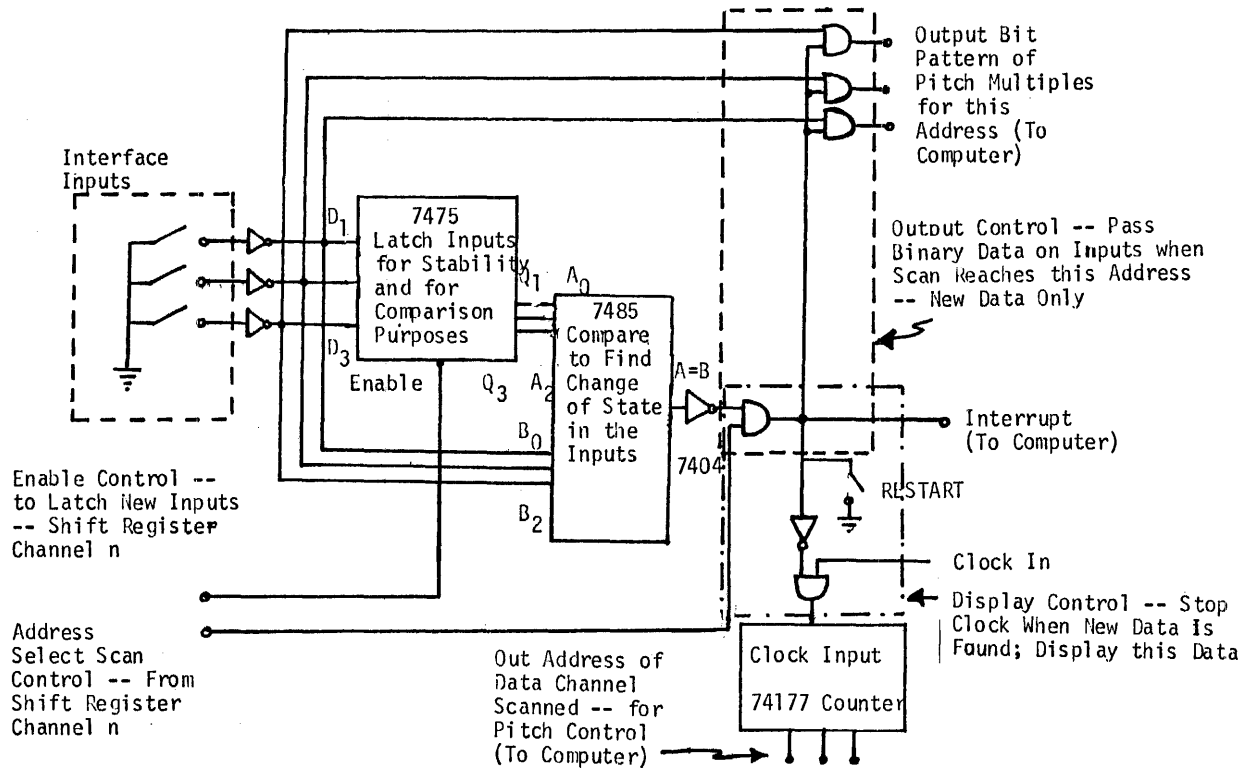 Output Bit
Pattern of
Pitch Multiples
for this
Address (To
Computer)
Interface
Inputs
D1
7475
Latch Inputs
for Stability
and for
Comparison
Purposes
D3
Enable
Q1
A0
Q3
A2
7485
Compare
to Find
Change
of State
in the
Inputs
B0
B2
A=B
7404
Output Control -- Pass
Binary Data on Inputs when
Scan Reaches this Address
-- New Data Only
Interrupt
(To Computer)
RESTART
Enable Control --
to Latch New Inputs
-- Shift Register
Channel n
Clock In
Display Control -- Stop
Clock When New Data Is
Found; Display this Data
Address
Select Scan
Control -- From
Shift Register
Channel n
Out Address of
Data Channel
Scanned -- for
Pitch Control
(To Computer)
Clock Input
74177 Counter